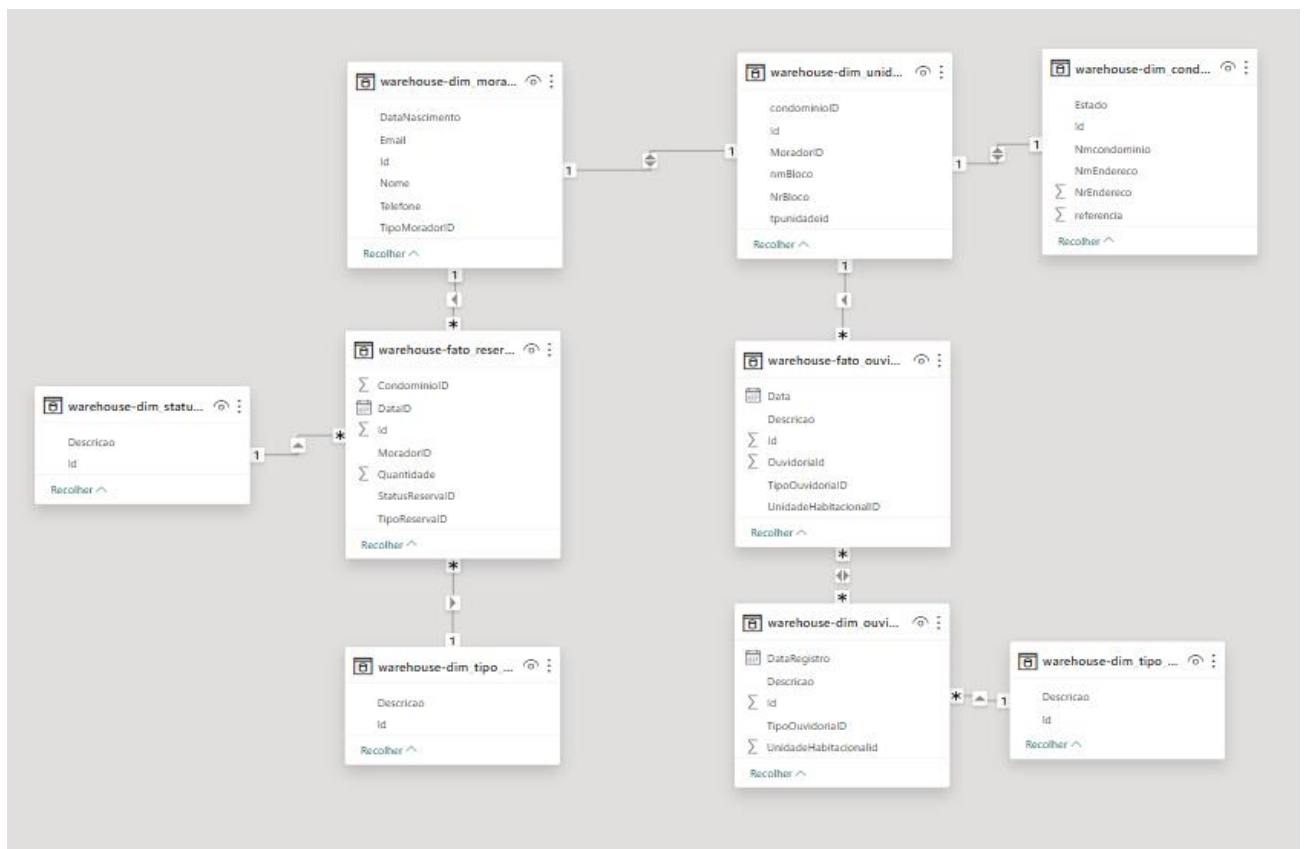 warehouse-dim_mora...
DataNascimento
Email
Id
Nome
Telefone
TipoMoradorID
Recolher
warehouse-dim_unid...
condominioID
Id
MoradorID
nmBloco
NrBloco
tpunidadeid
Recolher
warehouse-dim_cond...
Estado
Id
Nmcondominio
NmEndereco
NrEndereco
referencia
Recolher
1
1
1
1
1
*
1
*
warehouse-dim_statu...
Descricao
Id
Recolher
1
*
warehouse-fato_reser...
CondominioID
DataID
Id
MoradorID
Quantidade
StatusReservaID
TipoReservaID
Recolher
warehouse-fato_ouvi...
Data
Descricao
Id
OuvidoriaId
TipoOuvidoriaID
UnidadeHabitacionalID
Recolher
*
1
*
*
warehouse-dim_tipo_...
Descricao
Id
Recolher
warehouse-dim_ouvi...
DataRegistro
Descricao
Id
TipoOuvidoriaID
UnidadeHabitacionalid
Recolher
*
1
warehouse-dim_tipo_...
Descricao
Id
Recolher